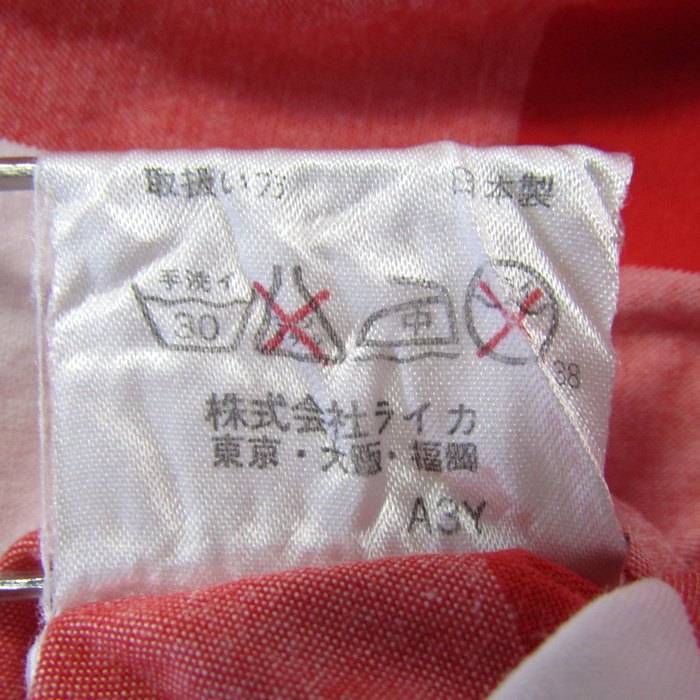 取扱い方 日本製
手洗イ
30 中
38
株式会社ライカ
東京・大阪・福岡
A3Y